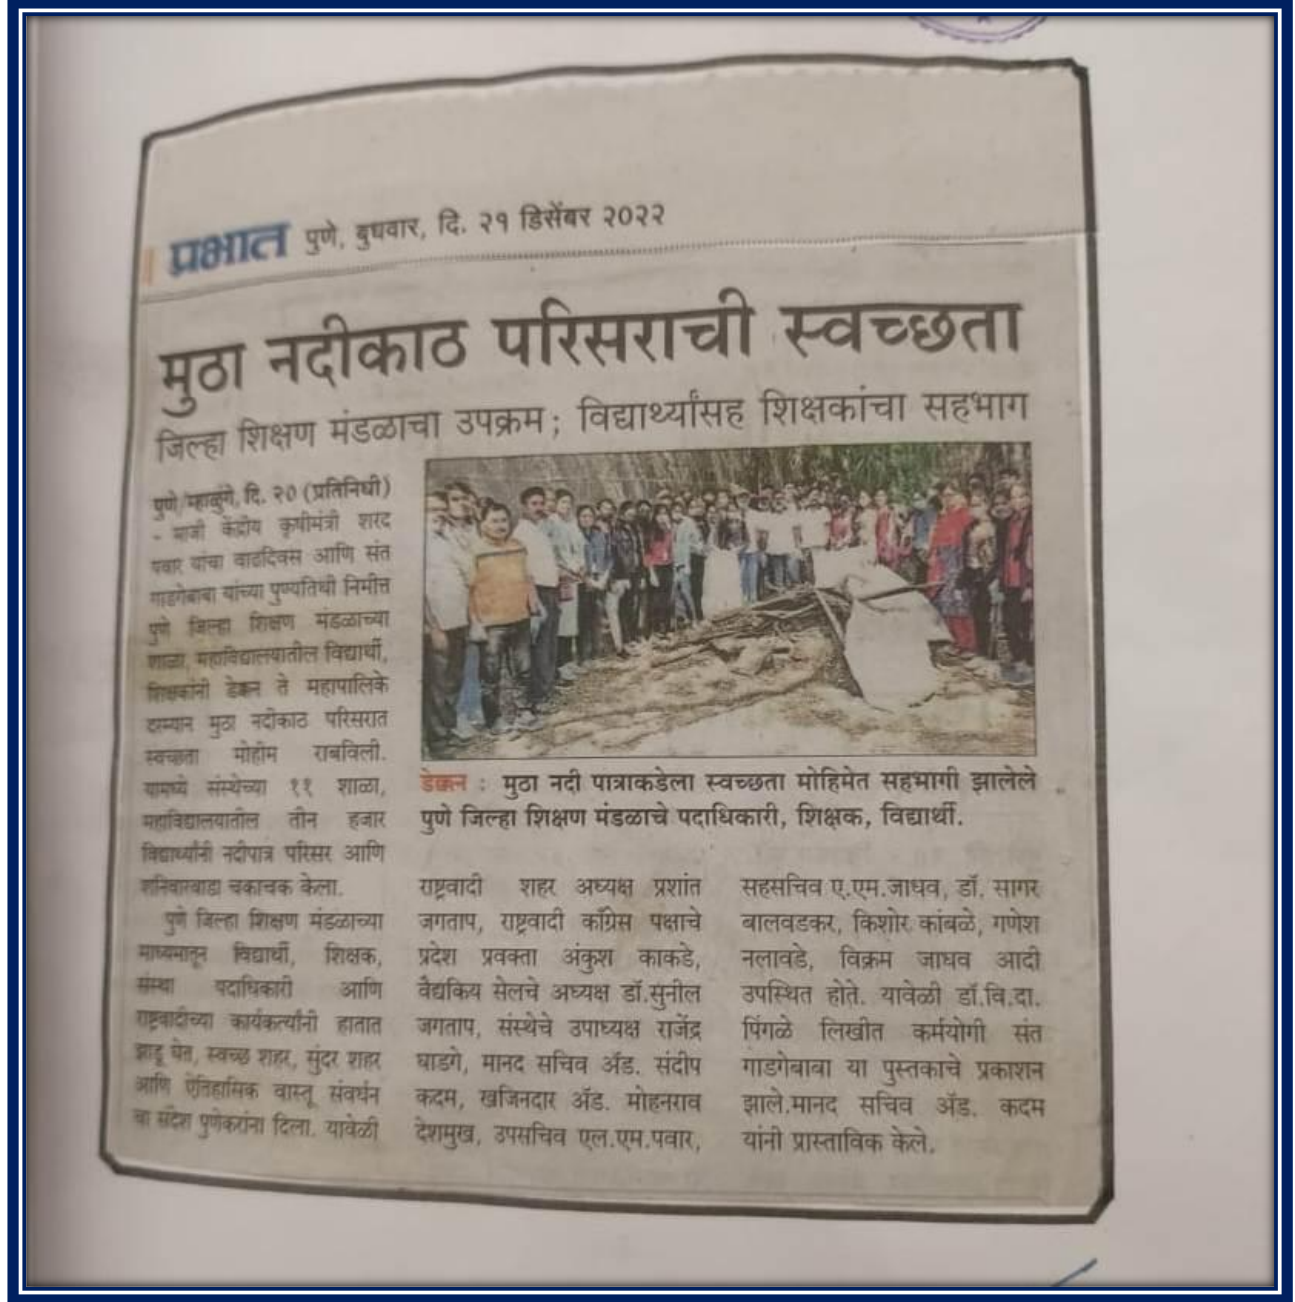 प्रभात पुणे, बुधवार, दि. २१ डिसेंबर २०२२
मुठा नदीकाठ परिसराची स्वच्छता
जिल्हा शिक्षण मंडळाचा उपक्रम; विद्यार्थ्यांसह शिक्षकांचा सहभाग
पुणे/म्हाळुंगे, दि. २० (प्रतिनिधी)
- माजी केंद्रीय कृषीमंत्री शरद
पवार यांचा वाढदिवस आणि संत
गाडगेबाबा यांच्या पुण्यतिथी निमीत्त
पुणे जिल्हा शिक्षण मंडळाच्या
शाळा, महाविद्यालयातील विद्यार्थी,
शिक्षकांनी डेक्कन ते महापालिके
दरम्यान मुठा नदीकाठ परिसरात
स्वच्छता मोहीम राबविली.
यामध्ये संस्थेच्या ११ शाळा,
महाविद्यालयातील तीन हजार
विद्यार्थ्यांनी नदीपात्र परिसर आणि
शनिवारवाडा चकाचक केला.
पुणे जिल्हा शिक्षण मंडळाच्या
माध्यमातून विद्यार्थी, शिक्षक,
संस्था पदाधिकारी आणि
राष्ट्रवादीच्या कार्यकर्त्यांनी हातात
झाडू घेत, स्वच्छ शहर, सुंदर शहर
आणि ऐतिहासिक वास्तू संवर्धन
चा संदेश पुणेकरांना दिला. यावेळी
डेक्कन : मुठा नदी पात्राकडेला स्वच्छता मोहिमेत सहभागी झालेले
पुणे जिल्हा शिक्षण मंडळाचे पदाधिकारी, शिक्षक, विद्यार्थी.
राष्ट्रवादी शहर अध्यक्ष प्रशांत
जगताप, राष्ट्रवादी काँग्रेस पक्षाचे
प्रदेश प्रवक्ता अंकुश काकडे,
वैद्यकिय सेलचे अध्यक्ष डॉ.सुनील
जगताप, संस्थेचे उपाध्यक्ष राजेंद्र
घाडगे, मानद सचिव ॲड. संदीप
कदम, खजिनदार ॲड. मोहनराव
देशमुख, उपसचिव एल.एम.पवार,
सहसचिव ए.एम.जाधव, डॉ. सागर
बालवडकर, किशोर कांबळे, गणेश
नलावडे, विक्रम जाधव आदी
उपस्थित होते. यावेळी डॉ.वि.दा.
पिंगळे लिखीत कर्मयोगी संत
गाडगेबाबा या पुस्तकाचे प्रकाशन
झाले.मानद सचिव ॲड. कदम
यांनी प्रास्ताविक केले.